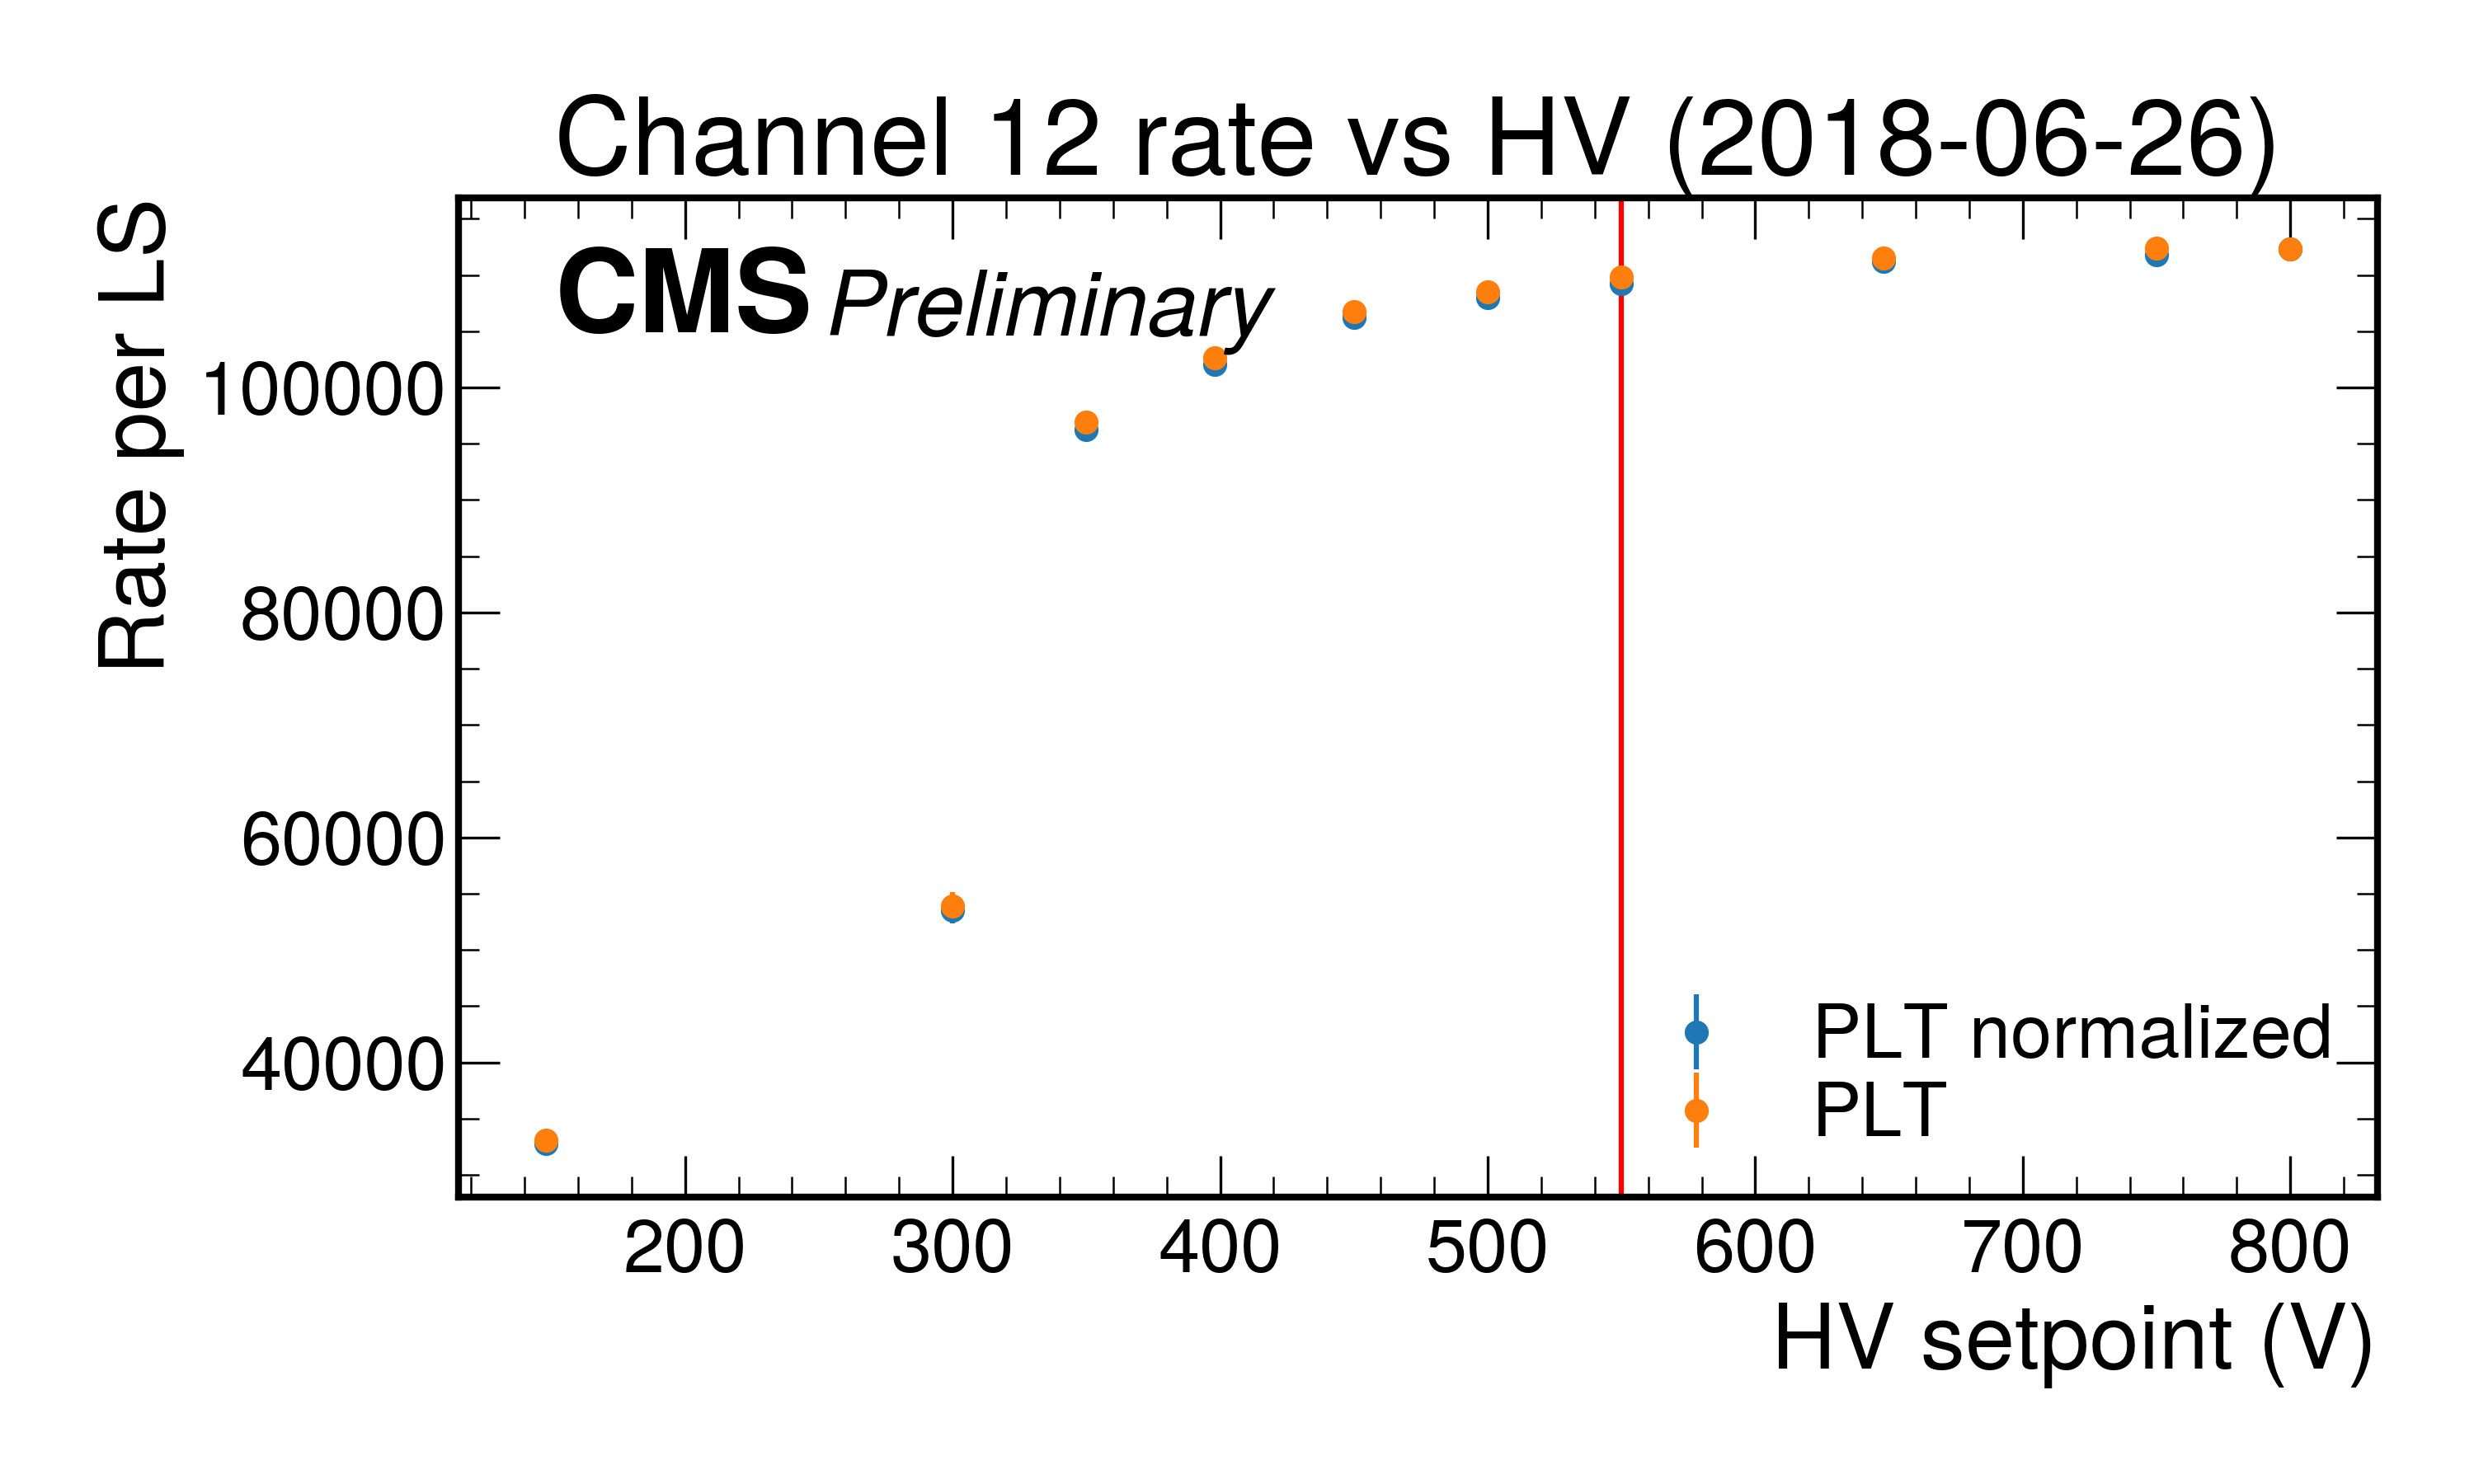 Channel 12 rate vs HV (2018-06-26)
CMS Preliminary
Rate per LS
100000
80000
60000
40000
PLT normalized
PLT
200 300 400 500 600 700 800
HV setpoint (V)